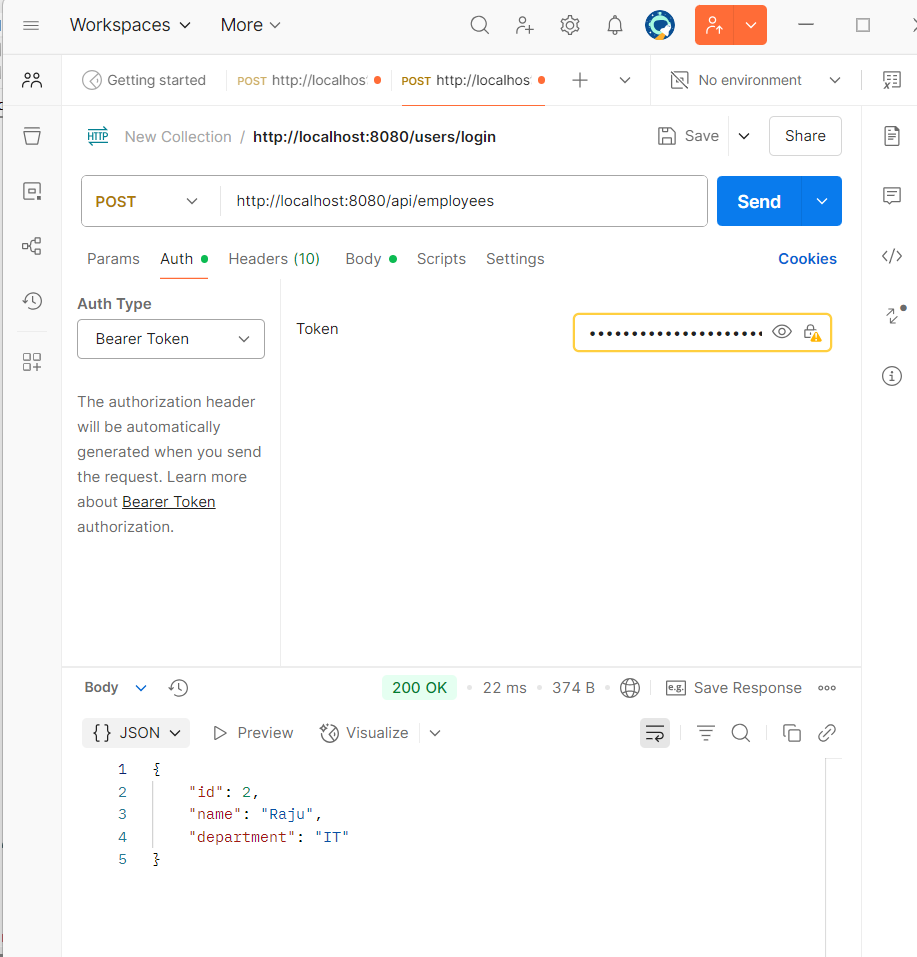 Workspaces More
Getting started POST http://localhos POST http://localhos No environment
HTTP New Collection / http://localhost:8080/users/login Save Share
POST http://localhost:8080/api/employees Send
Params Auth Headers (10) Body Scripts Settings Cookies
Auth Type
Bearer Token
Token
The authorization header
will be automatically
generated when you send
the request. Learn more
about Bearer Token
authorization.
Body 200 OK 22 ms 374 B e.g. Save Response
{} JSON Preview Visualize
1 {
2 "id": 2,
3 "name": "Raju",
4 "department": "IT"
5 }